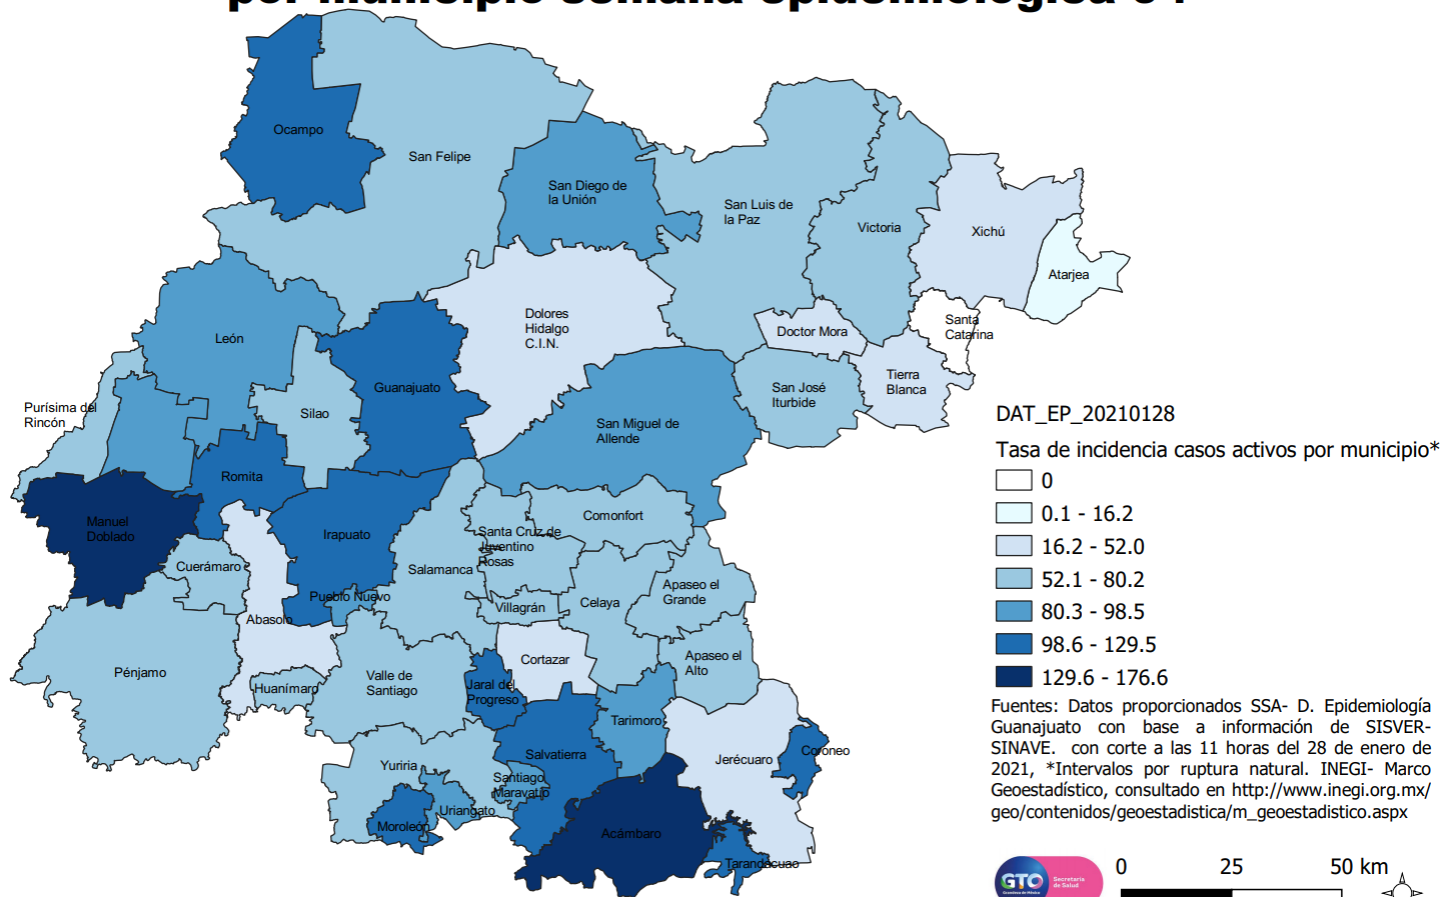 por municipio semana epidemiológica 04
Ocampo
San Felipe
San Diego de
la Unión
San Luis de
la Paz
Victoria
Xichú
Atarjea
León
Dolores
Hidalgo
C.I.N.
Doctor Mora
Santa
Catarina
Guanajuato
Tierra
Blanca
San José
Iturbide
Purísima del
Rincón
Silao
San Miguel de
Allende
Romita
Manuel
Doblado
Irapuato
Comonfort
Santa Cruz de
Juventino
Rosas
Cuerámaro
Salamanca
Pueblo Nuevo
Villagrán
Celaya
Apaseo el
Grande
Abasolo
Cortazar
Apaseo el
Alto
Pénjamo
Huanímaro
Valle de
Santiago
Jaral del
Progreso
Tarimoro
Salvatierra
Jerécuaro
Coroneo
Yuriria
Santiago
Maravatío
Uriangato
Moroleón
Acámbaro
Tarandacuao
DAT_EP_20210128
Tasa de incidencia casos activos por municipio*
0
0.1 - 16.2
16.2 - 52.0
52.1 - 80.2
80.3 - 98.5
98.6 - 129.5
129.6 - 176.6
Fuentes: Datos proporcionados SSA- D. Epidemiología
Guanajuato con base a información de SISVER-
SINAVE. con corte a las 11 horas del 28 de enero de
2021, *Intervalos por ruptura natural. INEGI- Marco
Geoestadístico, consultado en http://www.inegi.org.mx/
geo/contenidos/geoestadistica/m_geoestadistico.aspx
GTO
Secretaría
de Salud
0 25 50 km